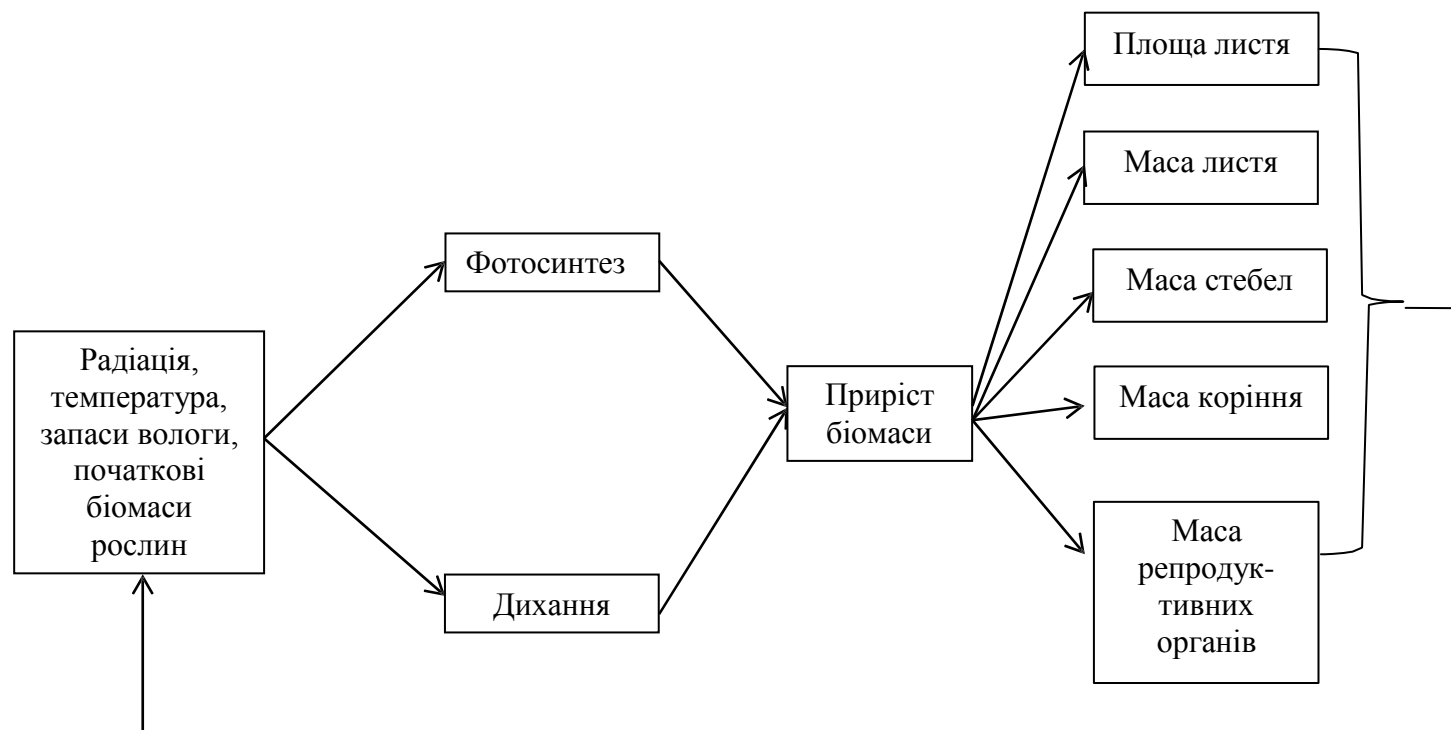 Площа листя
Маса листя
Фотосинтез
Маса стебел
Радіація,
температура,
запаси вологи,
початкові
біомаси
рослин
Приріст
біомаси
Маса коріння
Дихання
Маса
репродук-
тивних
органів